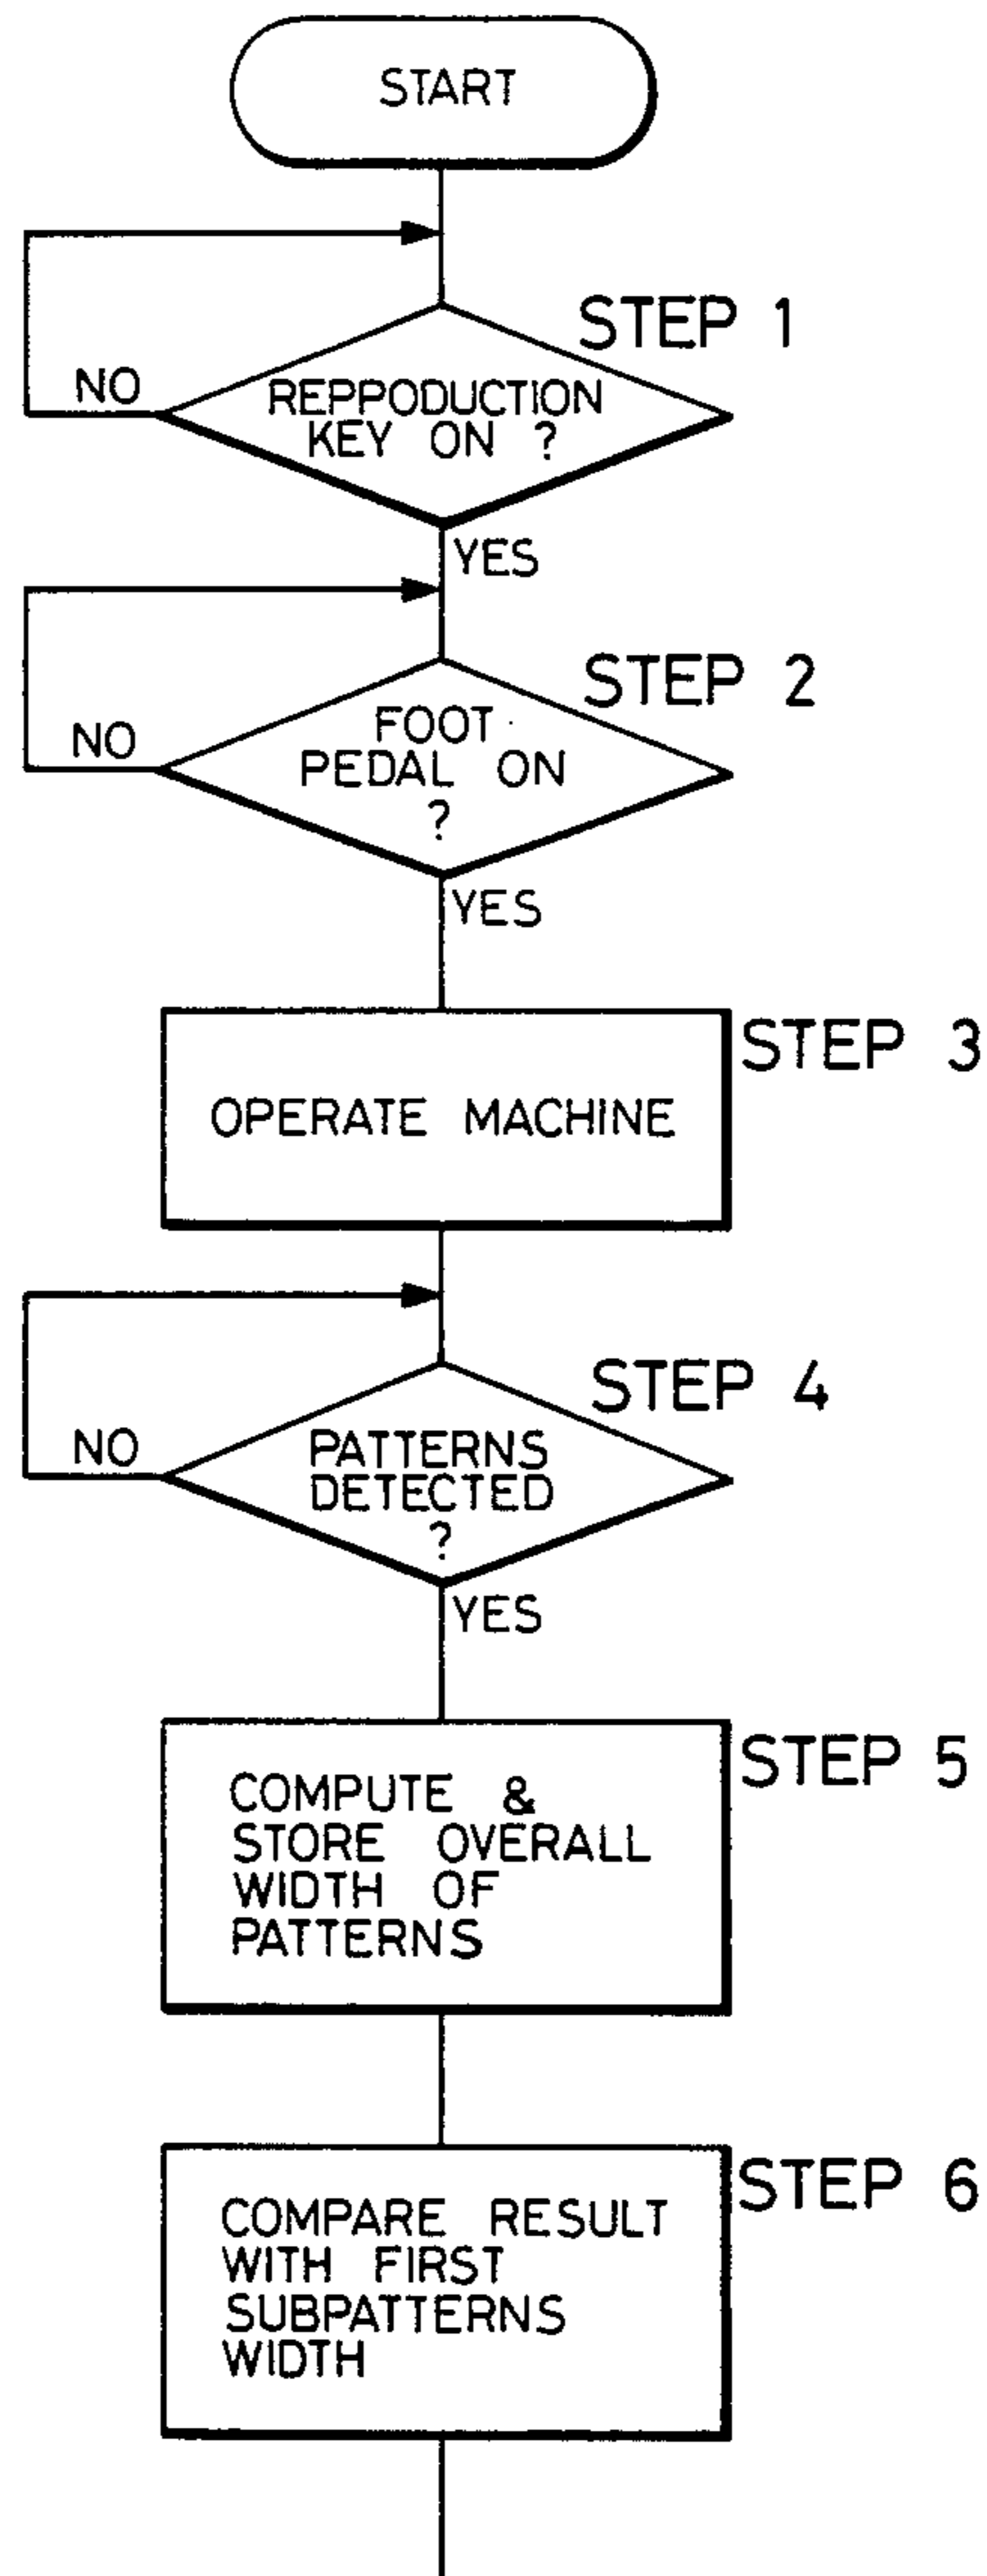 START
STEP 1
NO
REPPODUCTION
KEY ON ?
YES
STEP 2
NO
FOOT
PEDAL ON
?
YES
STEP 3
OPERATE MACHINE
STEP 4
NO
PATTERNS
DETECTED
?
YES
STEP 5
COMPUTE &
STORE OVERALL
WIDTH OF
PATTERNS
STEP 6
COMPARE RESULT
WITH FIRST
SUBPATTERNS
WIDTH